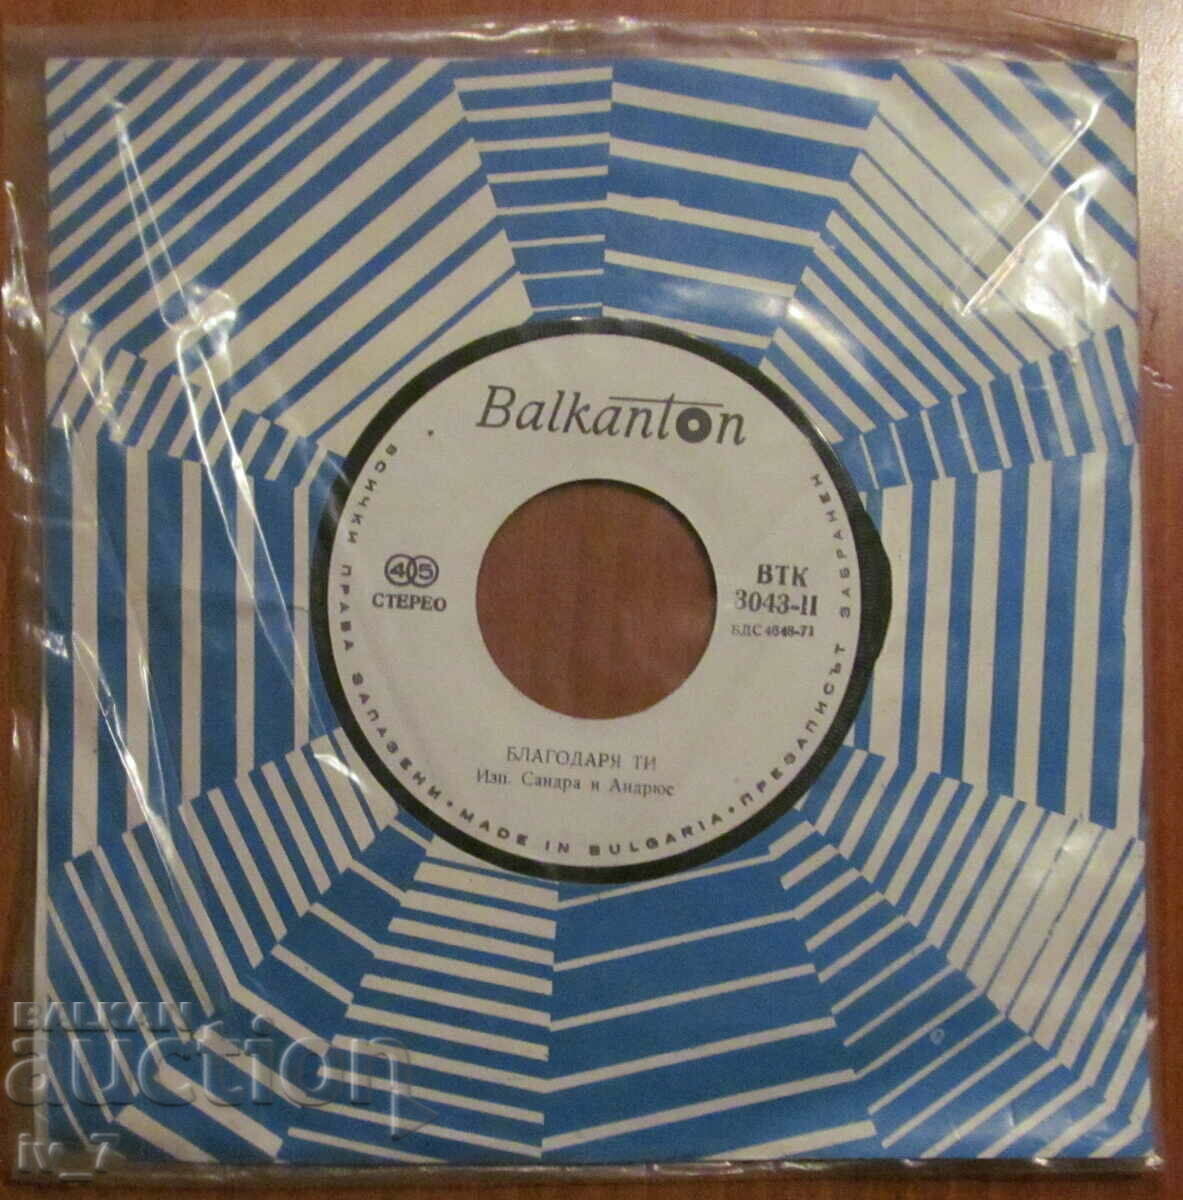 Balkanton
45
СТЕРЕО
ВТК
3043-II
БДС 4648-71
БЛАГОДАРЯ ТИ
Изп. Сандра и Андрюс
ВСИЧКИ ПРАВА ЗАПАЗЕНИ • MADE IN BULGARIA • ПРЕЗАПИСЪТ ЗАБРАНЕН
BALKAN
auction
iv_7